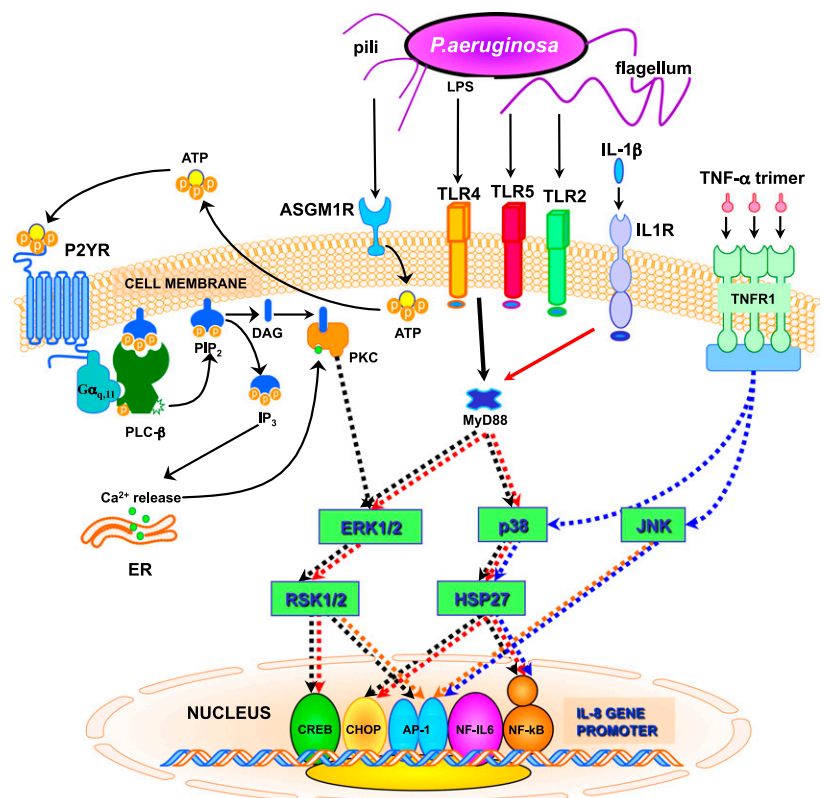 P.aeruginosa
pili
flagellum
LPS
ATP
P P P
IL-1β
TLR4
TLR5
TLR2
TNF-α trimer
ASGM1R
P P P
P2YR
IL1R
CELL MEMBRANE
TNFR1
P P P
ATP
DAG
PIP2
P P
P P
PKC
Gαq,11
P
PLC-β
P P
P
IP3
MyD88
Ca2+ release
ER
ERK1/2
p38
JNK
RSK1/2
HSP27
NUCLEUS
IL-8 GENE
PROMOTER
CREB
CHOP
AP-1
NF-IL6
NF-kB